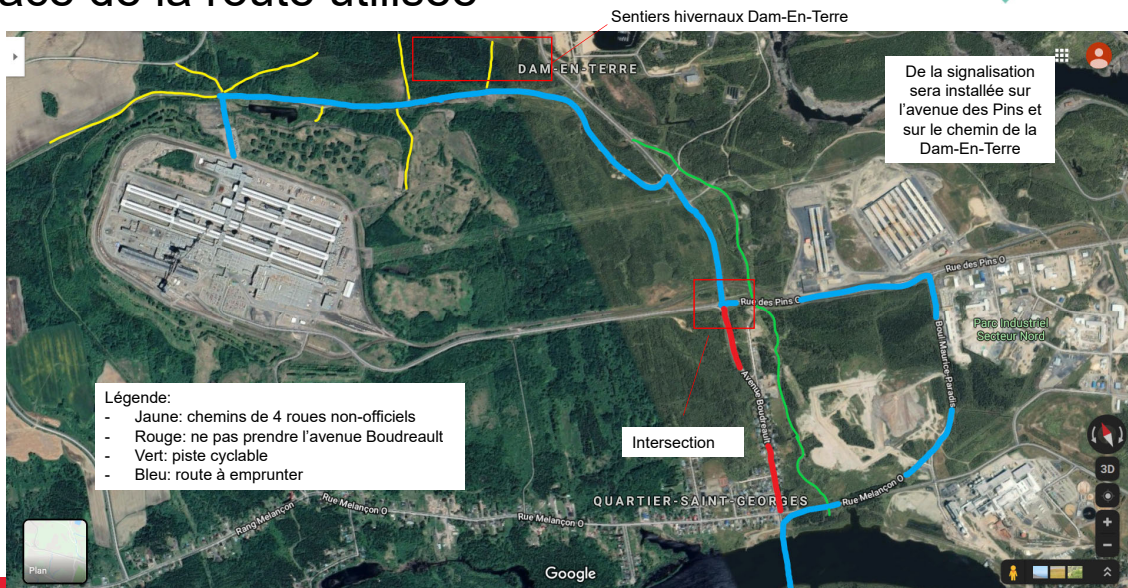 ace de la route utilisée
Sentiers hivernaux Dam-En-Terre
DAM-EN-TERRE
De la signalisation
sera installée sur
l'avenue des Pins et
sur le chemin de la
Dam-En-Terre
Rue des Pins O
Rue des Pins O
Parc Industriel
Secteur Nord
Boul Maurice-Paradis
Avenue Boudreault
Légende:
- Jaune: chemins de 4 roues non-officiels
- Rouge: ne pas prendre l'avenue Boudreault
- Vert: piste cyclable
- Bleu: route à emprunter
Intersection
QUARTIER-SAINT-GEORGES
Rue Melançon O
Rue Melançon O
Rue Melançon O
Rang Melançon
3D
Plan
Google